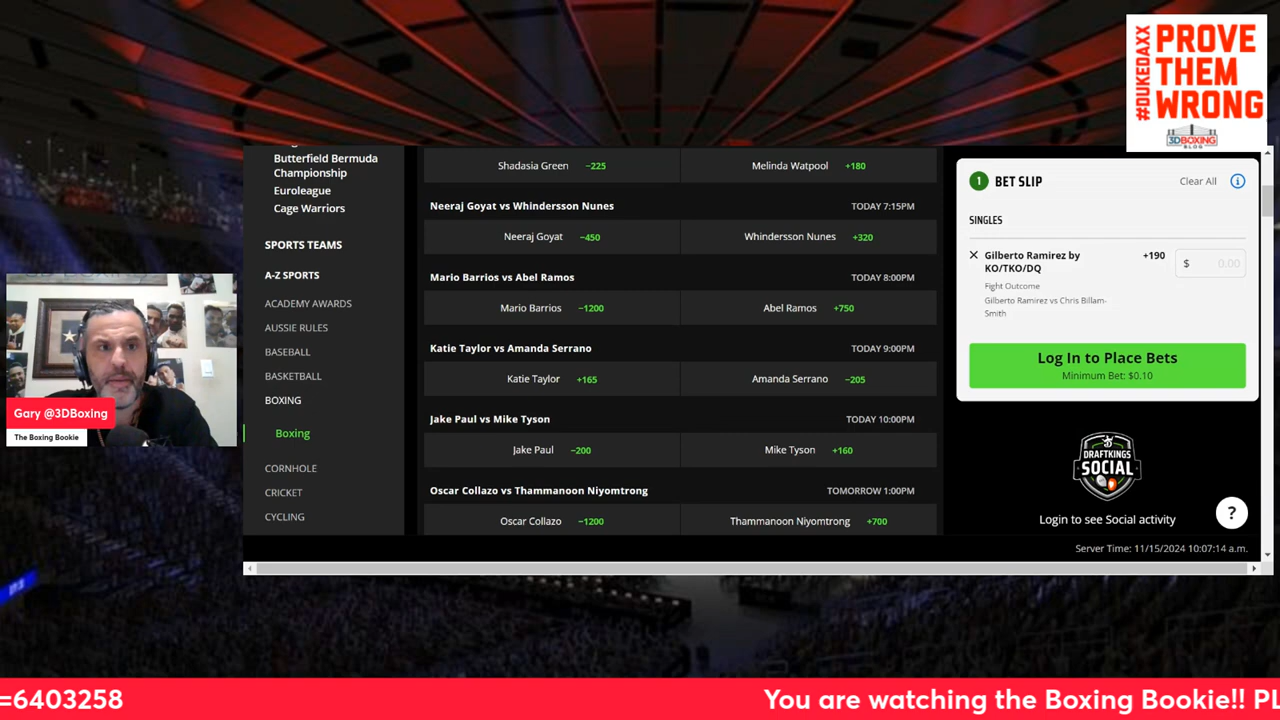 #DUKEDAXX
PROVE
THEM
WRONG
3DBOXING
BLOG
Butterfield Bermuda
Championship
Euroleague
Cage Warriors
SPORTS TEAMS
A-Z SPORTS
ACADEMY AWARDS
AUSSIE RULES
BASEBALL
BASKETBALL
BOXING
Boxing
CORNHOLE
CRICKET
CYCLING
Shadasia Green −225 Melinda Watpool +180
Neeraj Goyat vs Whindersson Nunes TODAY 7:15PM
Neeraj Goyat −450 Whindersson Nunes +320
Mario Barrios vs Abel Ramos TODAY 8:00PM
Mario Barrios −1200 Abel Ramos +750
Katie Taylor vs Amanda Serrano TODAY 9:00PM
Katie Taylor +165 Amanda Serrano −205
Jake Paul vs Mike Tyson TODAY 10:00PM
Jake Paul −200 Mike Tyson +160
Oscar Collazo vs Thammanoon Niyomtrong TOMORROW 1:00PM
Oscar Collazo −1200 Thammanoon Niyomtrong +700
1 BET SLIP Clear All
SINGLES
Gilberto Ramirez by +190 $ 0.00
KO/TKO/DQ
Fight Outcome
Gilberto Ramirez vs Chris Billam-
Smith
Log In to Place Bets
Minimum Bet: $0.10
DRAFTKINGS
SOCIAL
Login to see Social activity
?
Server Time: 11/15/2024 10:07:14 a.m.
Gary @3DBoxing
The Boxing Bookie
=6403258 You are watching the Boxing Bookie!! PL